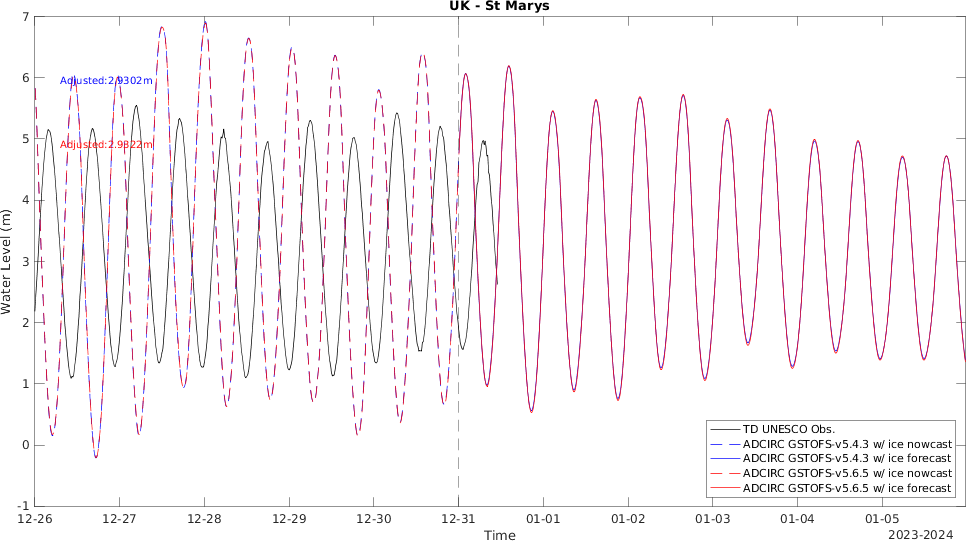 UK - St Marys
7
6
5
4
3
2
1
0
-1
Water Level (m)
Adjusted:2.9302m
Adjusted:2.9322m
TD UNESCO Obs.
ADCIRC GSTOFS-v5.4.3 w/ ice nowcast
ADCIRC GSTOFS-v5.4.3 w/ ice forecast
ADCIRC GSTOFS-v5.6.5 w/ ice nowcast
ADCIRC GSTOFS-v5.6.5 w/ ice forecast
12-26 12-27 12-28 12-29 12-30 12-31 01-01 01-02 01-03 01-04 01-05
Time
2023-2024